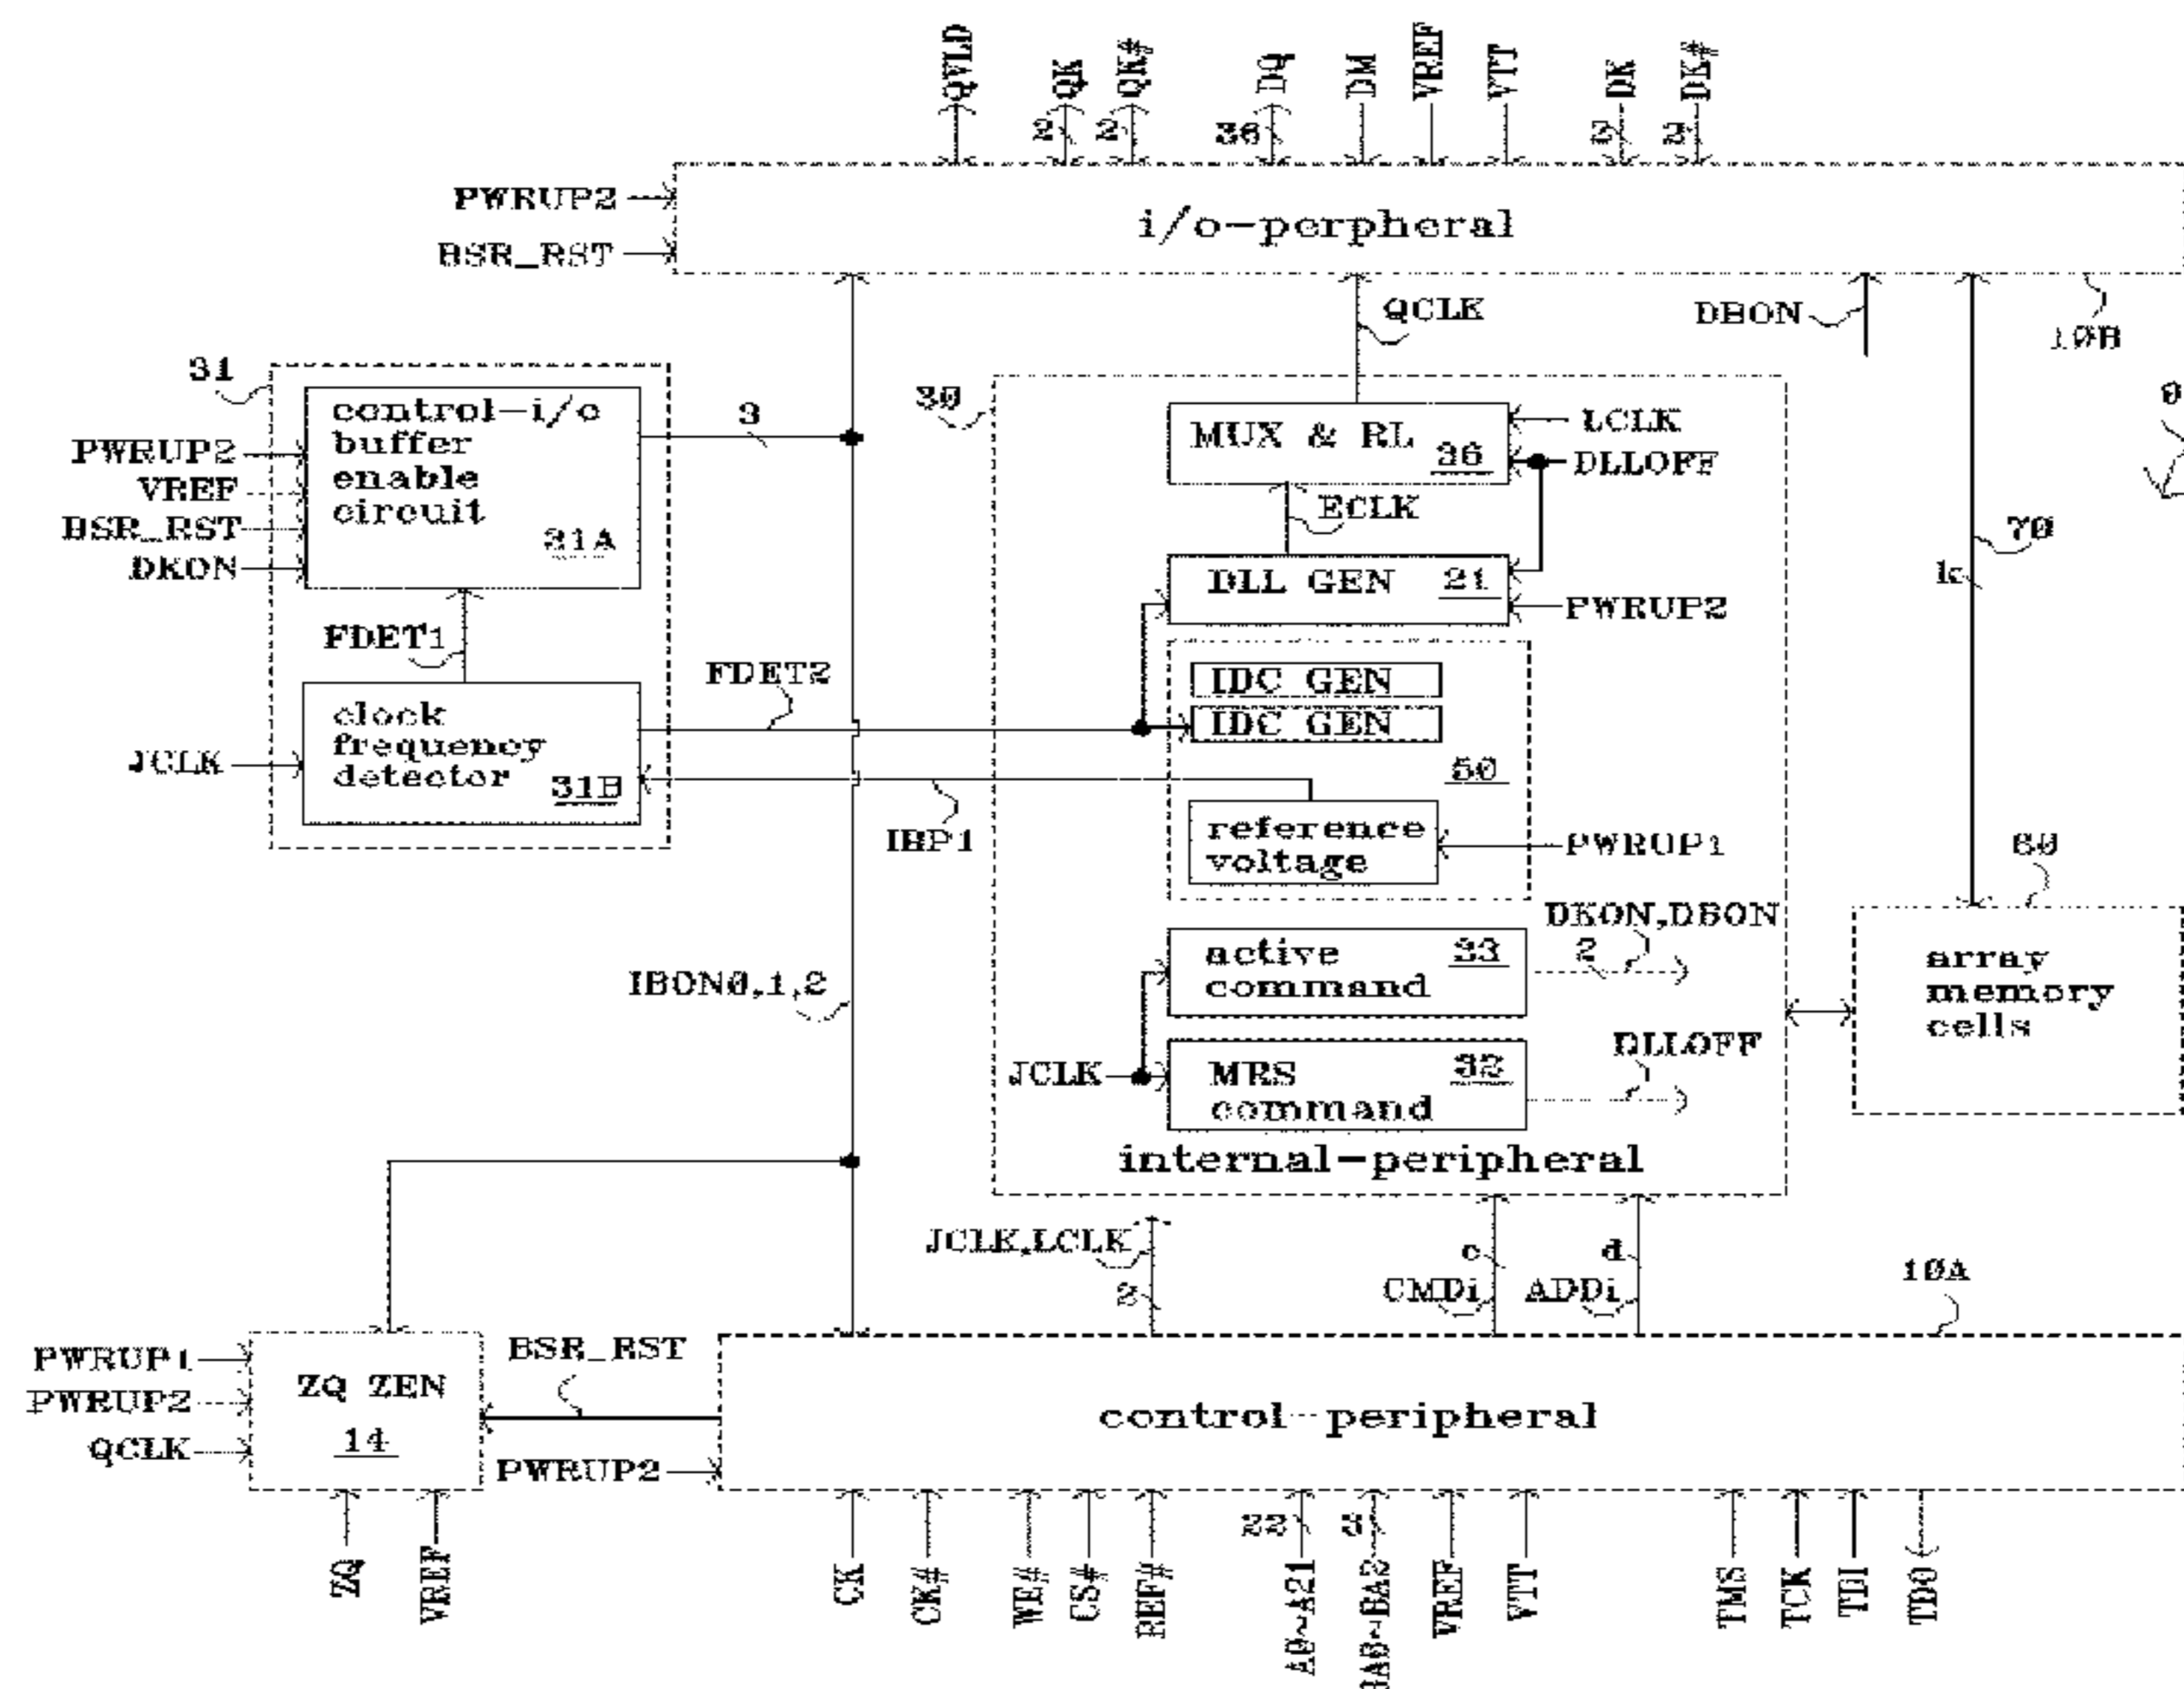 QVLD
QK
QK#
DQ
DM
VREF
VTT
DK
DK#
2
2
36
2
2
PWRUP2
BSR_RST
i/o-perpheral
QCLK
DBON
10B
31
control-i/o
buffer
enable
circuit
31A
PWRUP2
VREF
BSR_RST
DKON
3
30
MUX & RL
36
LCLK
DLLOFF
ECLK
DLL GEN
21
PWRUP2
70
k
FDET1
FDET2
clock
frequency
detector
31B
JCLK
IBP1
IDC GEN
IDC GEN
50
reference
voltage
PWRUP1
60
array
memory
cells
IBON0,1,2
active
command
33
DKON,DBON
2
JCLK
MRS
command
32
DLLOFF
internal-peripheral
JCLK,LCLK
2
c
CMDi
d
ADDi
10A
PWRUP1
PWRUP2
QCLK
ZQ ZEN
14
BSR_RST
PWRUP2
control-peripheral
ZQ
VREF
CK
CK#
WE#
CS#
REF#
22
A0~A21
3
BA0~BA2
VREF
VTT
TMS
TCK
TDI
TDO